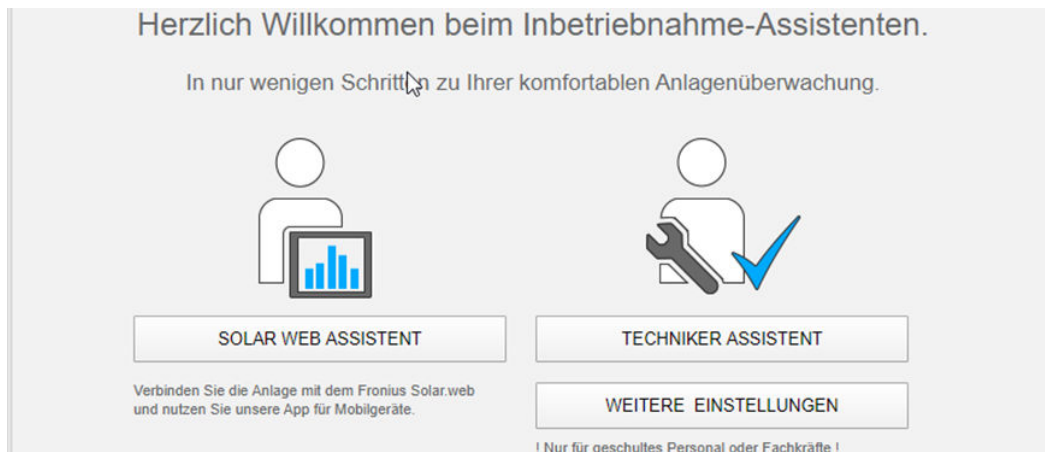 Herzlich Willkommen beim Inbetriebnahme-Assistenten.
In nur wenigen Schritten zu Ihrer komfortablen Anlagenüberwachung.
SOLAR WEB ASSISTENT
Verbinden Sie die Anlage mit dem Fronius Solar.web
und nutzen Sie unsere App für Mobilgeräte.
TECHNIKER ASSISTENT
WEITERE EINSTELLUNGEN
! Nur für geschultes Personal oder Fachkräfte !